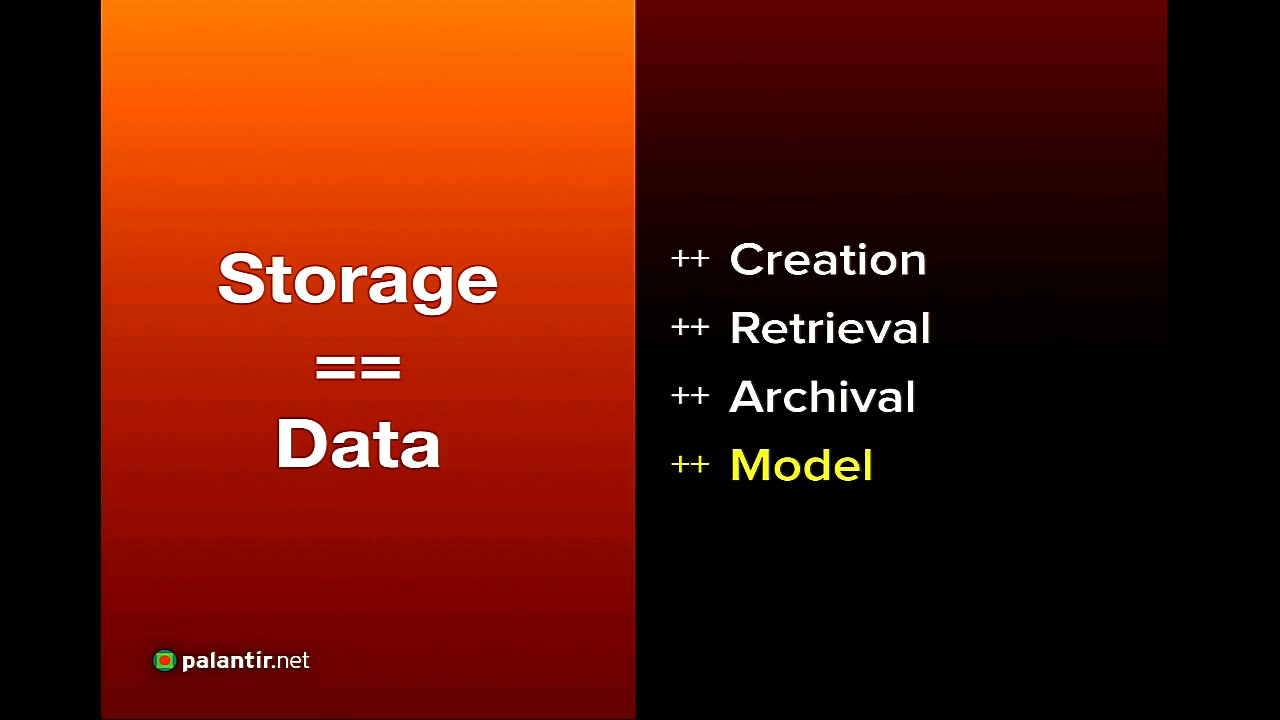 Storage
==
Data
++ Creation
++ Retrieval
++ Archival
++ Model
palantir.net